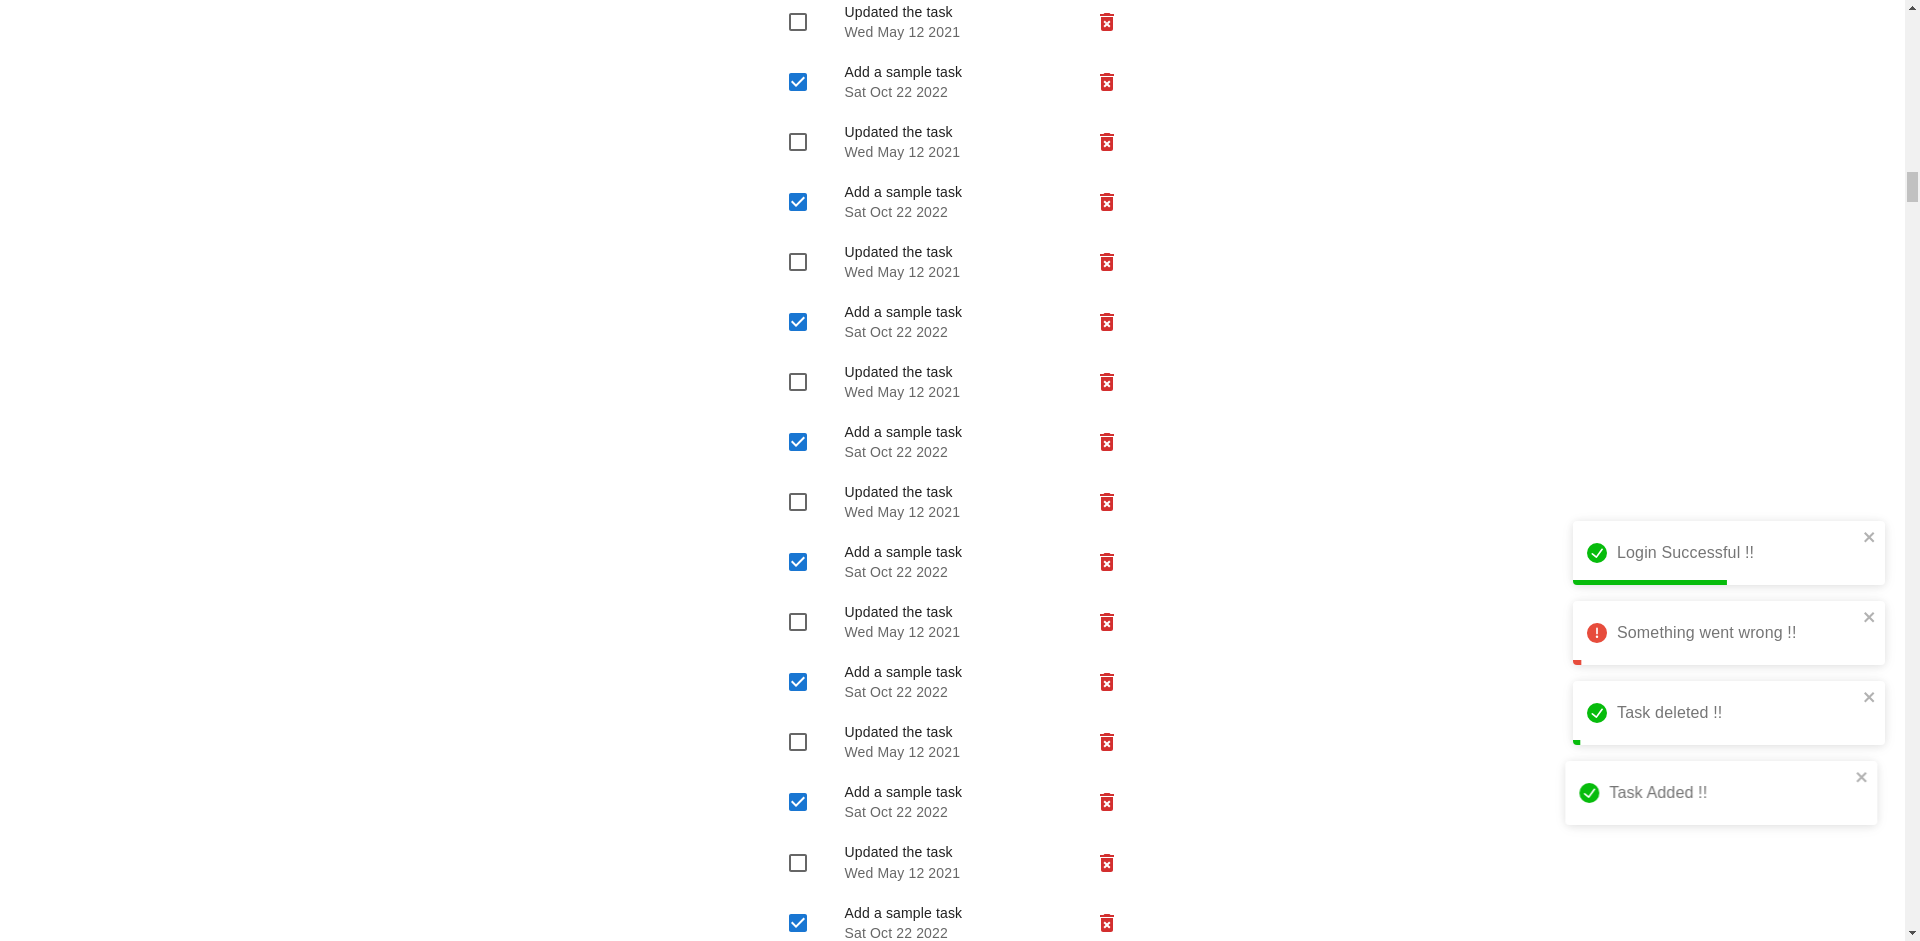 Updated the task
Wed May 12 2021
Add a sample task
Sat Oct 22 2022
Updated the task
Wed May 12 2021
Add a sample task
Sat Oct 22 2022
Updated the task
Wed May 12 2021
Add a sample task
Sat Oct 22 2022
Updated the task
Wed May 12 2021
Add a sample task
Sat Oct 22 2022
Updated the task
Wed May 12 2021
Add a sample task
Sat Oct 22 2022
Updated the task
Wed May 12 2021
Add a sample task
Sat Oct 22 2022
Updated the task
Wed May 12 2021
Add a sample task
Sat Oct 22 2022
Updated the task
Wed May 12 2021
Add a sample task
Sat Oct 22 2022
Login Successful !!
Something went wrong !!
Task deleted !!
Task Added !!